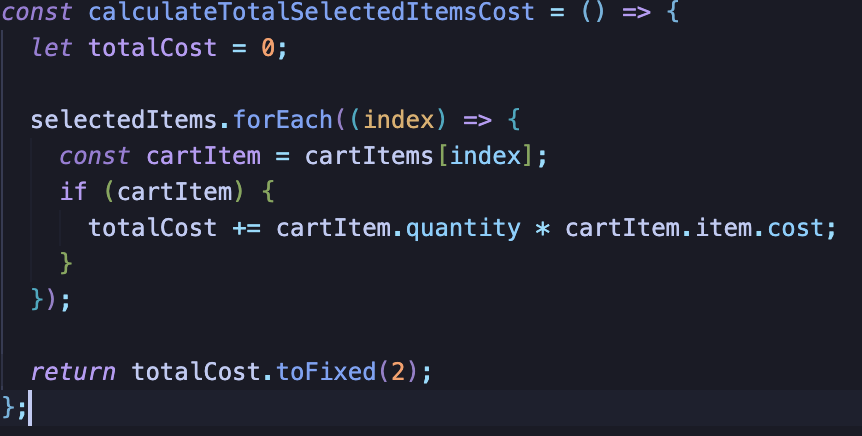 const calculateTotalSelectedItemsCost = () => {
let totalCost = 0;
selectedItems.forEach((index) => {
const cartItem = cartItems[index];
if (cartItem) {
totalCost += cartItem.quantity * cartItem.item.cost;
}
});
return totalCost.toFixed(2);
};